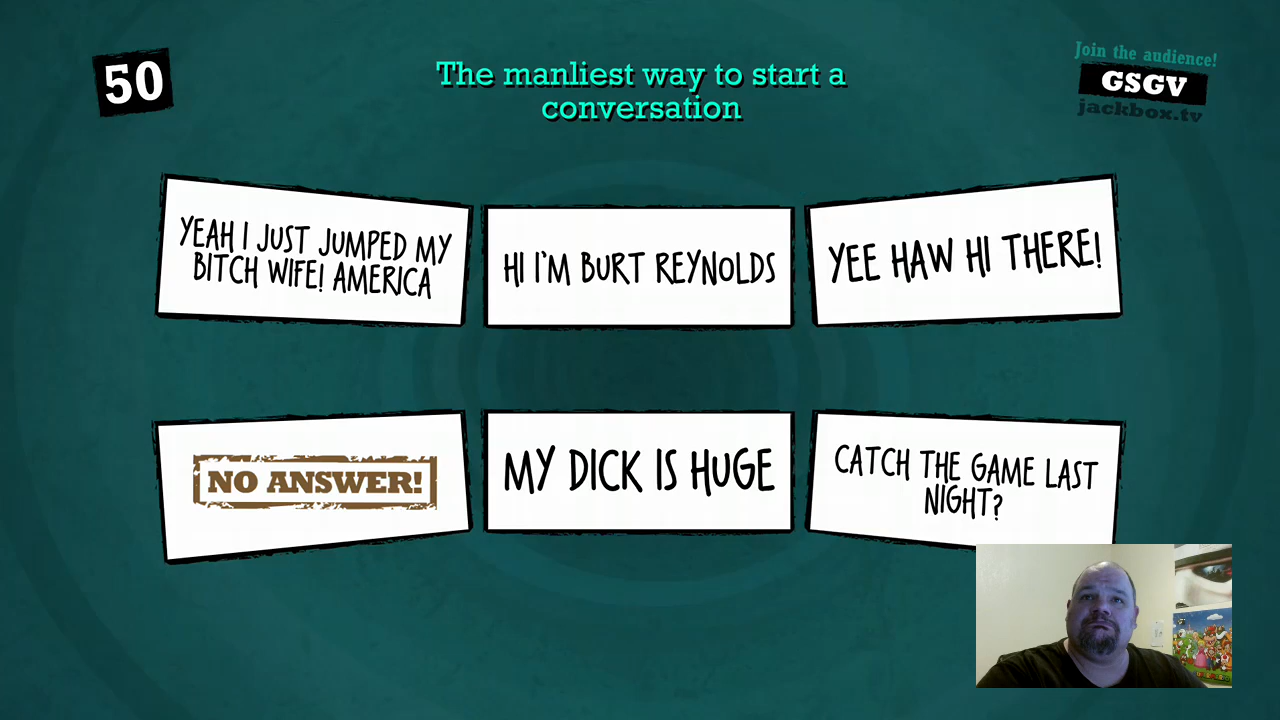 50
The manliest way to start a
conversation
Join the audience!
GSGV
jackbox.tv
YEAH I JUST JUMPED MY
BITCH WIFE! AMERICA
HI I'M BURT REYNOLDS
YEE HAW HI THERE!
NO ANSWER!
MY DICK IS HUGE
CATCH THE GAME LAST
NIGHT?